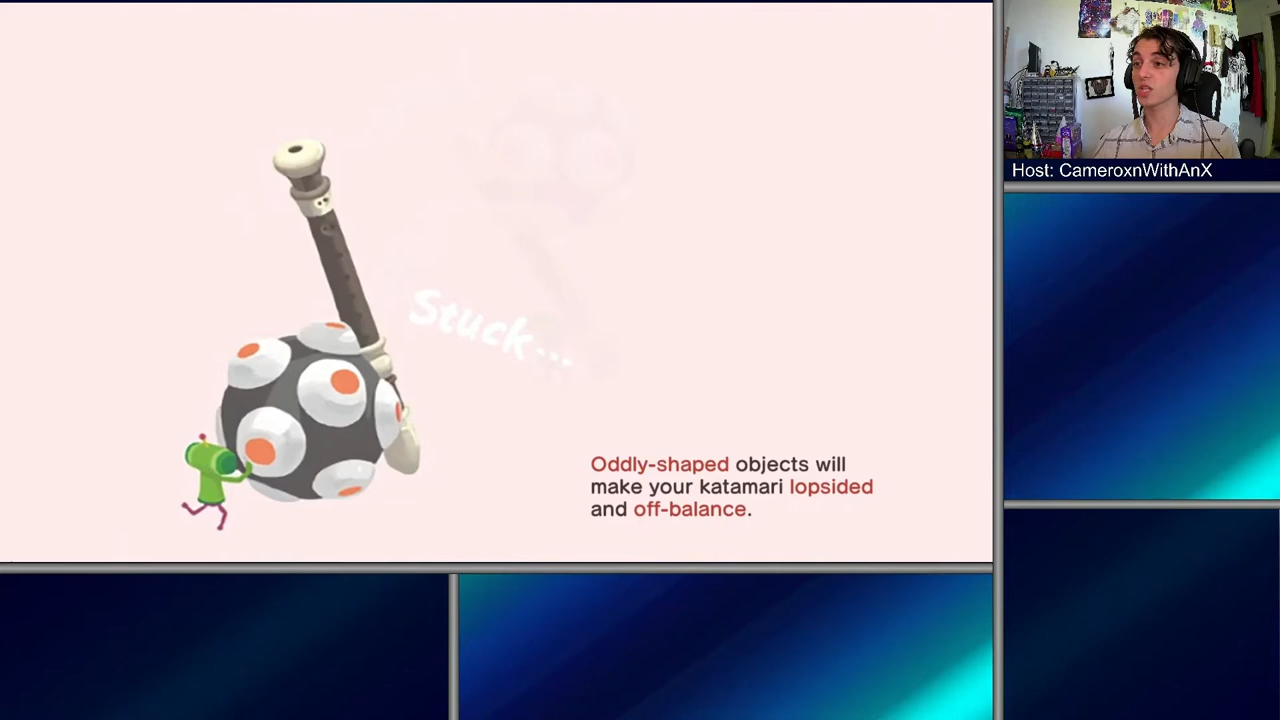 Host: CameroxnWithAnX
Stuck...
Oddly-shaped objects will
make your katamari lopsided
and off-balance.